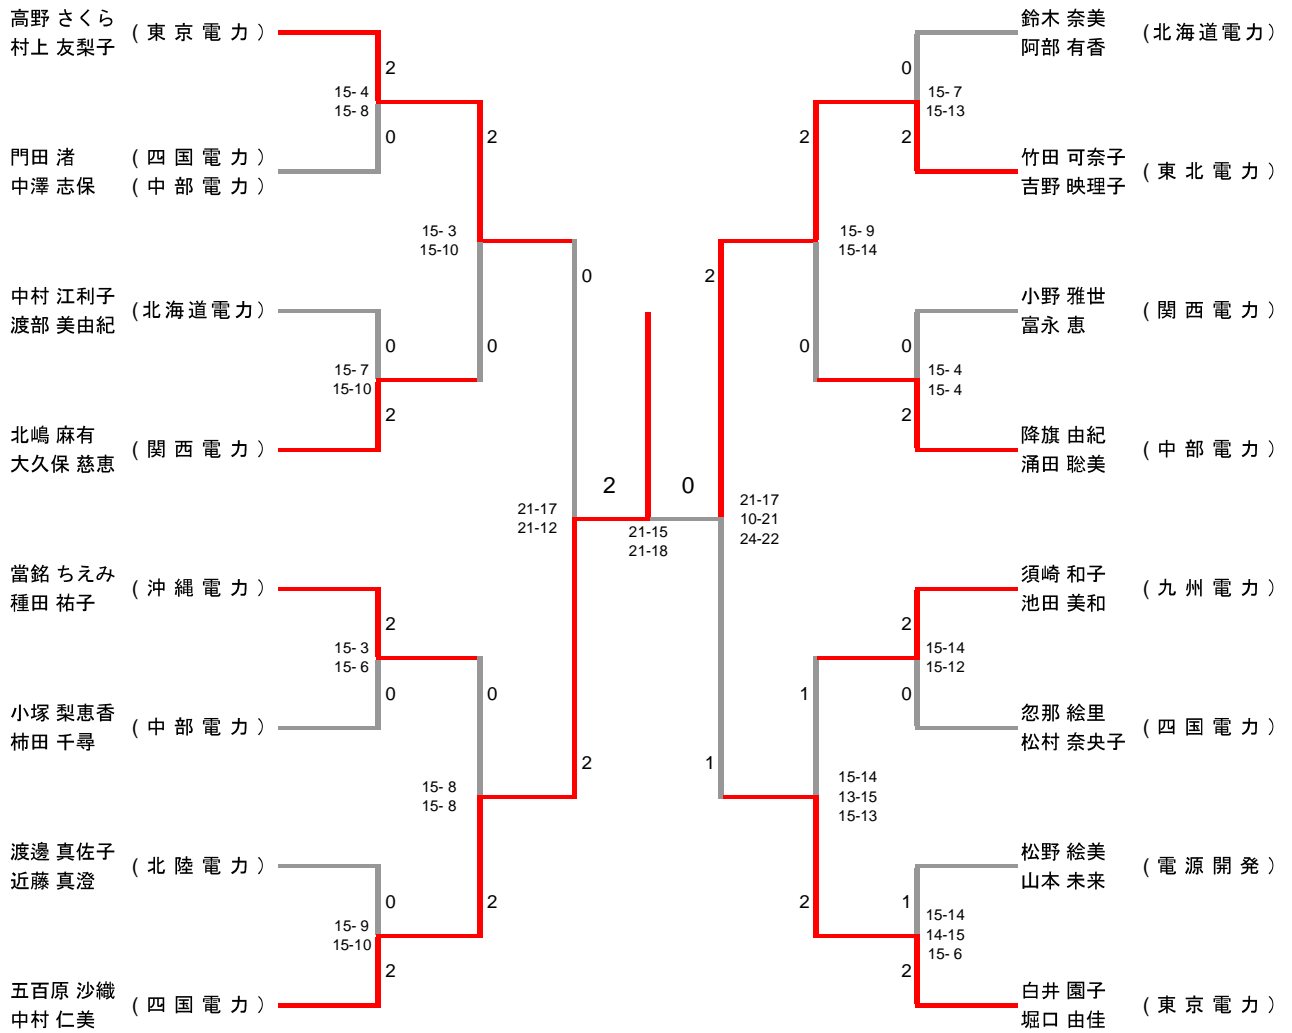 高野 さくら
村上 友梨子
( 東 京 電 力 )
2
15- 4
15- 8
0
門田 渚 ( 四 国 電 力 )
中澤 志保 ( 中 部 電 力 )
2
15- 3
15-10
0
中村 江利子
渡部 美由紀
(北海道電力)
0
15- 7
15-10
2
0
北嶋 麻有
大久保 慈恵
( 関 西 電 力 )
21-17
21-12
2
當銘 ちえみ
種田 祐子
( 沖 縄 電 力 )
2
15- 3
15- 6
0
小塚 梨恵香
柿田 千尋
( 中 部 電 力 )
0
15- 8
15- 8
2
渡邊 真佐子
近藤 真澄
( 北 陸 電 力 )
0
15- 9
15-10
2
五百原 沙織
中村 仁美
( 四 国 電 力 )
2
0
21-15
21-18
鈴木 奈美
阿部 有香
(北海道電力)
0
15- 7
15-13
2
竹田 可奈子
吉野 映理子
( 東 北 電 力 )
2
15- 9
15-14
0
小野 雅世
富永 恵
( 関 西 電 力 )
0
15- 4
15- 4
2
降旗 由紀
涌田 聡美
( 中 部 電 力 )
2
21-17
10-21
24-22
1
須崎 和子
池田 美和
( 九 州 電 力 )
2
15-14
15-12
0
忽那 絵里
松村 奈央子
( 四 国 電 力 )
1
15-14
13-15
15-13
2
松野 絵美
山本 未来
( 電 源 開 発 )
1
15-14
14-15
15- 6
2
白井 園子
堀口 由佳
( 東 京 電 力 )